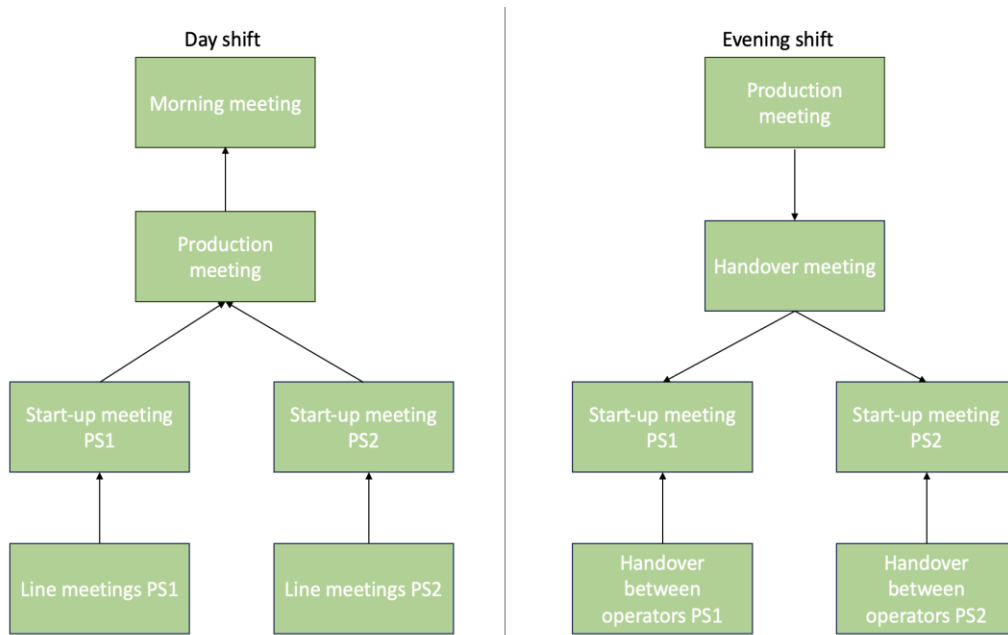 Day shift
Morning meeting
Production
meeting
Start-up meeting
PS1
Start-up meeting
PS2
Line meetings PS1
Line meetings PS2
Evening shift
Production
meeting
Handover meeting
Start-up meeting
PS1
Start-up meeting
PS2
Handover
between
operators PS1
Handover
between
operators PS2